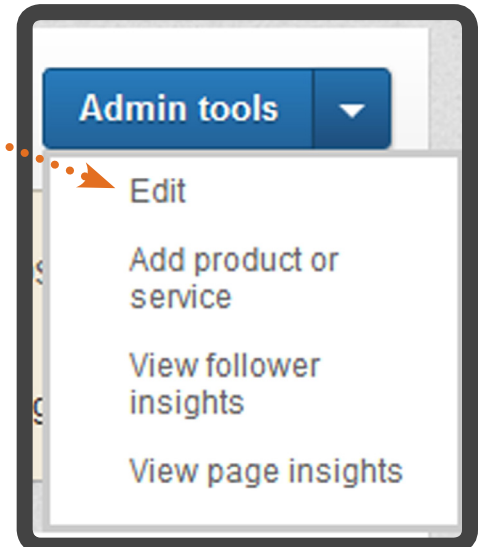 Admin tools
Edit
Add product or
service
View follower
insights
View page insights